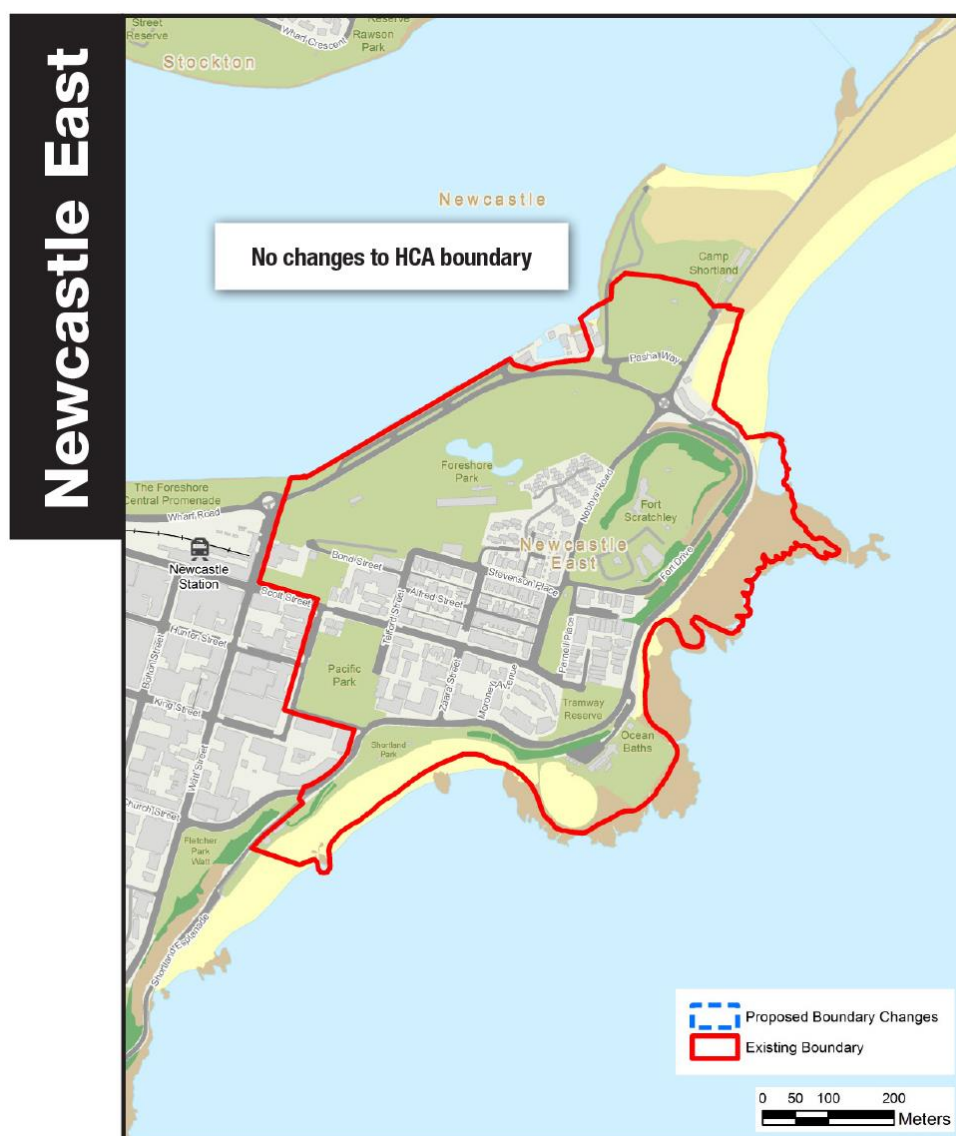 Newcastle East
Street
Reserve
Wharf Crescent
Reserve
Rawson
Park
Stockton
Newcastle
No changes to HCA boundary
Camp
Shortland
Pasha Way
Foreshore
Park
Nobbys Road
Fort
Scratchley
The Foreshore
Central Promenade
Wharf Road
Newcastle
Station
Newcastle
East
Bond Street
Stevenson Place
Fort Drive
Scott Street
Alfred Street
Telford Street
Hunter Street
Parnell Place
Bolton Street
Pacific
Park
Zaara Street
Moroney Avenue
King Street
Tramway
Reserve
Ocean
Baths
Shortland
Park
Watt Street
Church Street
Fletcher
Park
Watt
Shortland Esplanade
Proposed Boundary Changes
Existing Boundary
0 50 100 200
Meters